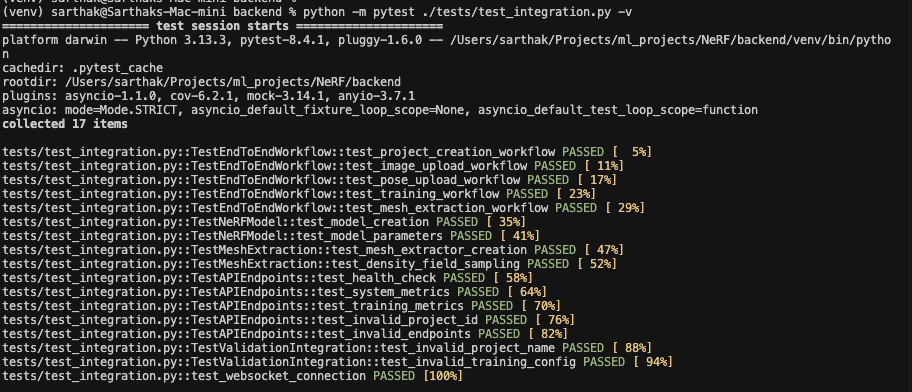 (venv) sarthak@Sarthaks-Mac-mini backend % python -m pytest ./tests/test_integration.py -v
===================== test session starts =====================
platform darwin -- Python 3.13.3, pytest-8.4.1, pluggy-1.6.0 -- /Users/sarthak/Projects/ml_projects/NeRF/backend/venv/bin/pytho
n
cachedir: .pytest_cache
rootdir: /Users/sarthak/Projects/ml_projects/NeRF/backend
plugins: asyncio-1.1.0, cov-6.2.1, mock-3.14.1, anyio-3.7.1
asyncio: mode=Mode.STRICT, asyncio_default_fixture_loop_scope=None, asyncio_default_test_loop_scope=function
collected 17 items
tests/test_integration.py::TestEndToEndWorkflow::test_project_creation_workflow PASSED [  5%]
tests/test_integration.py::TestEndToEndWorkflow::test_image_upload_workflow PASSED [ 11%]
tests/test_integration.py::TestEndToEndWorkflow::test_pose_upload_workflow PASSED [ 17%]
tests/test_integration.py::TestEndToEndWorkflow::test_training_workflow PASSED [ 23%]
tests/test_integration.py::TestEndToEndWorkflow::test_mesh_extraction_workflow PASSED [ 29%]
tests/test_integration.py::TestNeRFModel::test_model_creation PASSED [ 35%]
tests/test_integration.py::TestNeRFModel::test_model_parameters PASSED [ 41%]
tests/test_integration.py::TestMeshExtraction::test_mesh_extractor_creation PASSED [ 47%]
tests/test_integration.py::TestMeshExtraction::test_density_field_sampling PASSED [ 52%]
tests/test_integration.py::TestAPIEndpoints::test_health_check PASSED [ 58%]
tests/test_integration.py::TestAPIEndpoints::test_system_metrics PASSED [ 64%]
tests/test_integration.py::TestAPIEndpoints::test_training_metrics PASSED [ 70%]
tests/test_integration.py::TestAPIEndpoints::test_invalid_project_id PASSED [ 76%]
tests/test_integration.py::TestAPIEndpoints::test_invalid_endpoints PASSED [ 82%]
tests/test_integration.py::TestValidationIntegration::test_invalid_project_name PASSED [ 88%]
tests/test_integration.py::TestValidationIntegration::test_invalid_training_config PASSED [ 94%]
tests/test_integration.py::test_websocket_connection PASSED [100%]